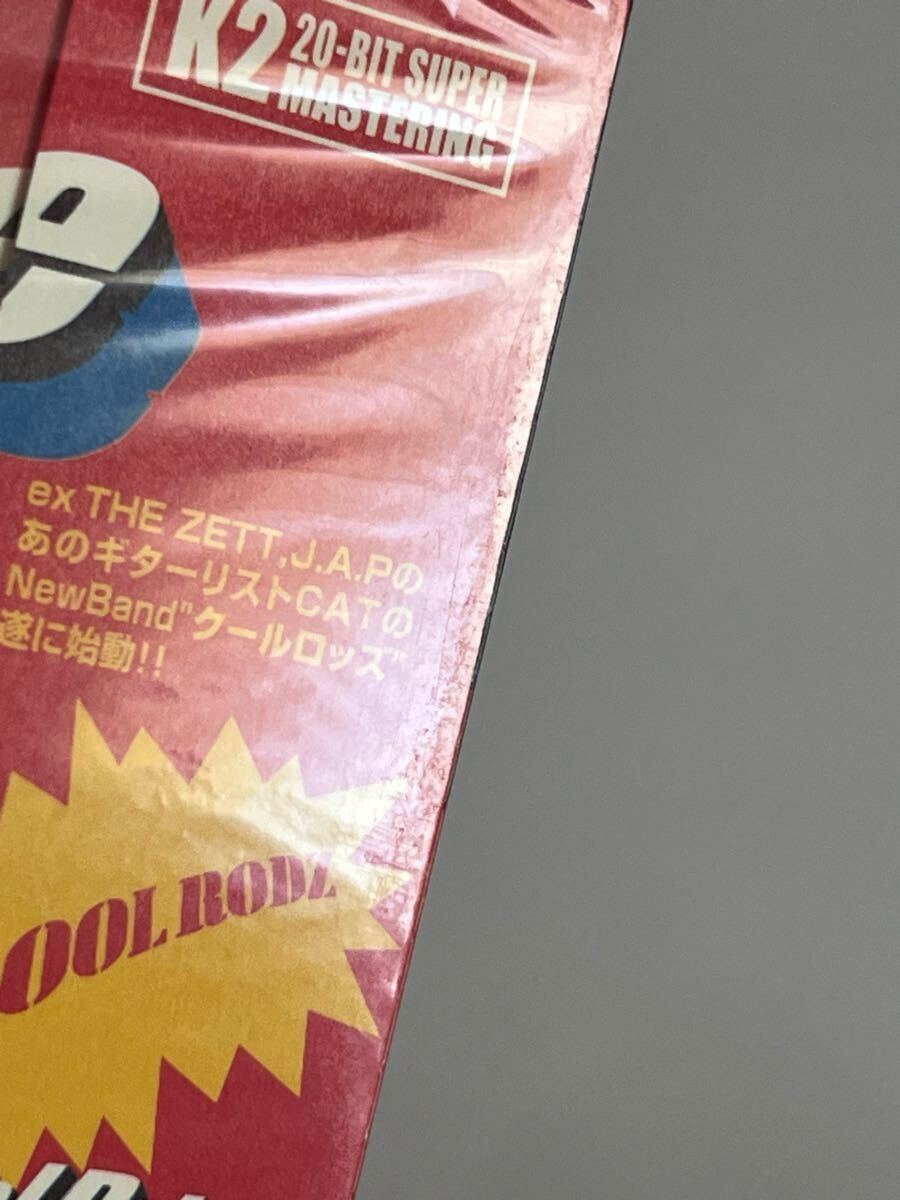 K2 20-BIT SUPER
MASTERING
e
ex THE ZETT,J.A.Pの
あのギターリストCATの
NewBand"クールロッズ"
遂に始動!!
OOL RODZ